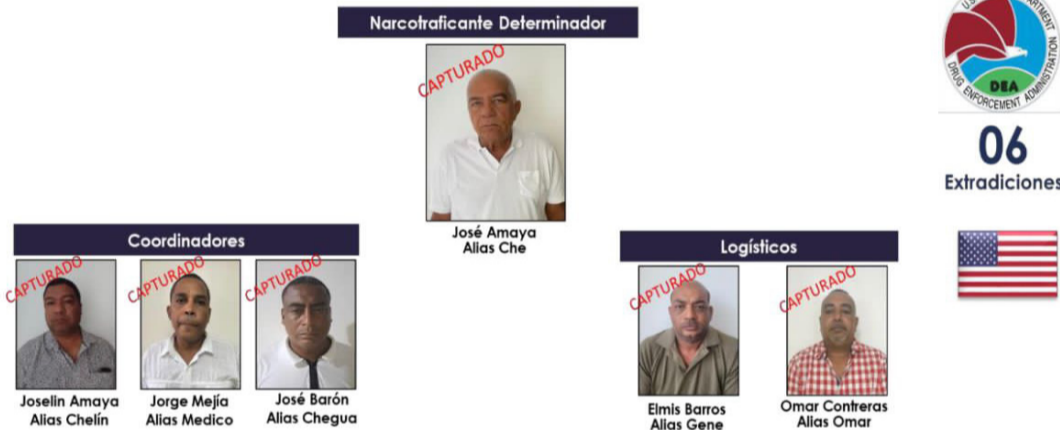 Narcotraficante Determinador
CAPTURADO
José Amaya
Alias Che
DRUG ENFORCEMENT ADMINISTRATION
DEA
06
Extradiciones
Coordinadores
CAPTURADO
Joselin Amaya
Alias Chelín
CAPTURADO
Jorge Mejía
Alias Medico
CAPTURADO
José Barón
Alias Chegua
Logísticos
CAPTURADO
Elmis Barros
Alias Gene
CAPTURADO
Omar Contreras
Alias Omar